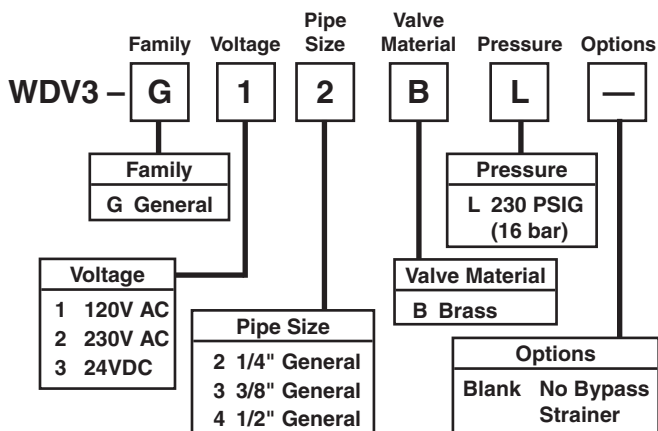 Family Voltage Pipe Size Valve Material Pressure Options
WDV3 – G 1 2 B L —
Family
G General
Pressure
L 230 PSIG
(16 bar)
Voltage
1 120V AC
2 230V AC
3 24VDC
Valve Material
B Brass
Pipe Size
2 1/4" General
3 3/8" General
4 1/2" General
Options
Blank No Bypass
Strainer